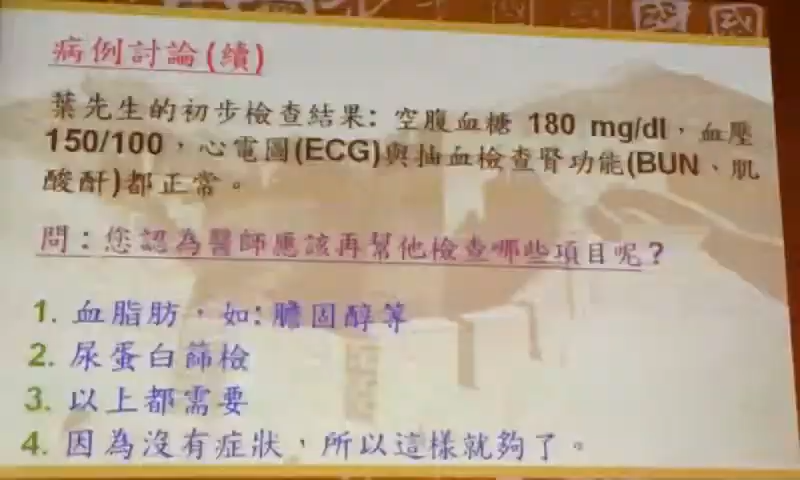 病例討論(續)
葉先生的初步檢查結果: 空腹血糖 180 mg/dl，血壓
150/100，心電圖(ECG)與抽血檢查腎功能(BUN、肌
酸酐)都正常。
問：您認為醫師應該再幫他檢查哪些項目呢？
1. 血脂肪，如: 膽固醇等
2. 尿蛋白篩檢
3. 以上都需要
4. 因為沒有症狀，所以這樣就夠了。